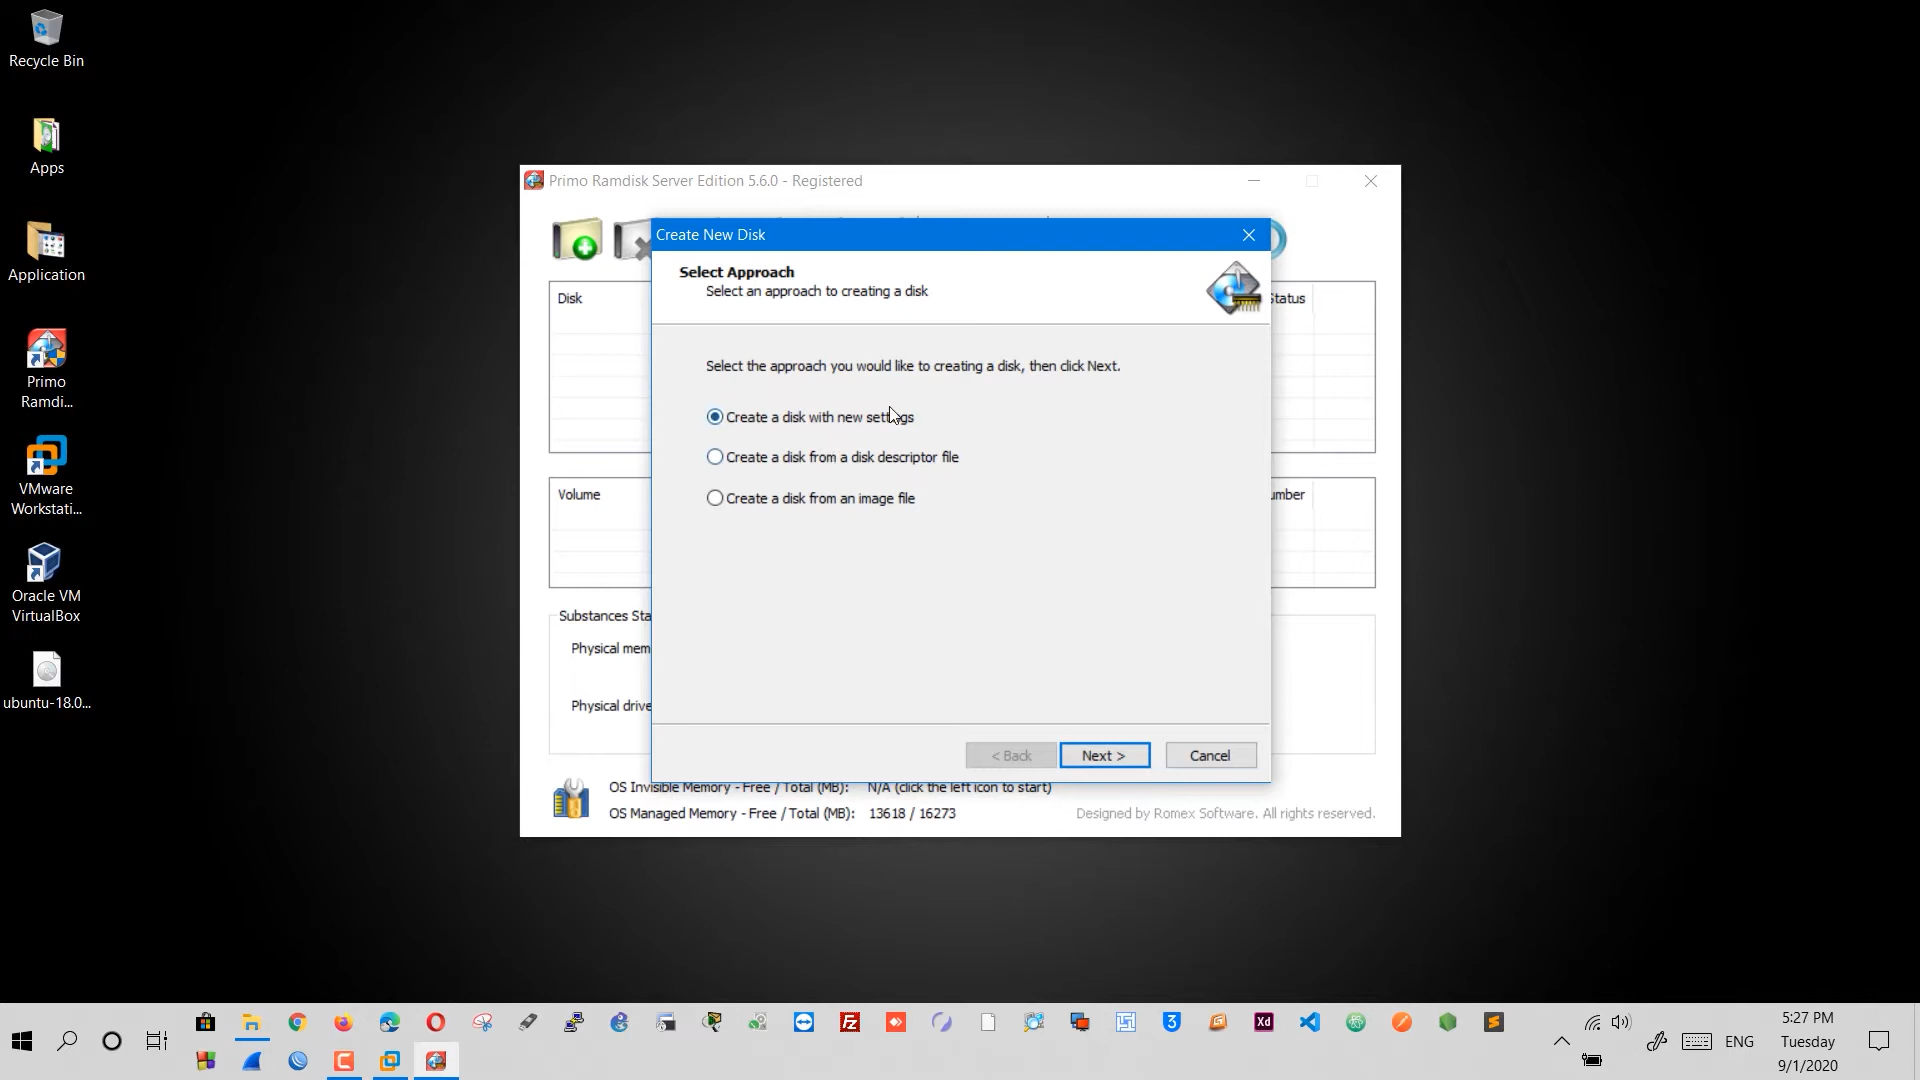 Recycle Bin
Apps
Application
Primo
Ramdi...
VMware
Workstati...
Oracle VM
VirtualBox
ubuntu-18.0...
Primo Ramdisk Server Edition 5.6.0 - Registered
Create New Disk
Select Approach
Select an approach to creating a disk
Disk
Status
Select the approach you would like to creating a disk, then click Next.
Create a disk with new settings
Create a disk from a disk descriptor file
Volume
Create a disk from an image file
Substances Sta
Physical mem
Physical drive
< Back
Next >
Cancel
OS Invisible Memory - Free / Total (MB): N/A (click the left icon to start)
OS Managed Memory - Free / Total (MB): 13618 / 16273
Designed by Romex Software. All rights reserved.
Xd
FZ
3
ENG
5:27 PM
Tuesday
9/1/2020